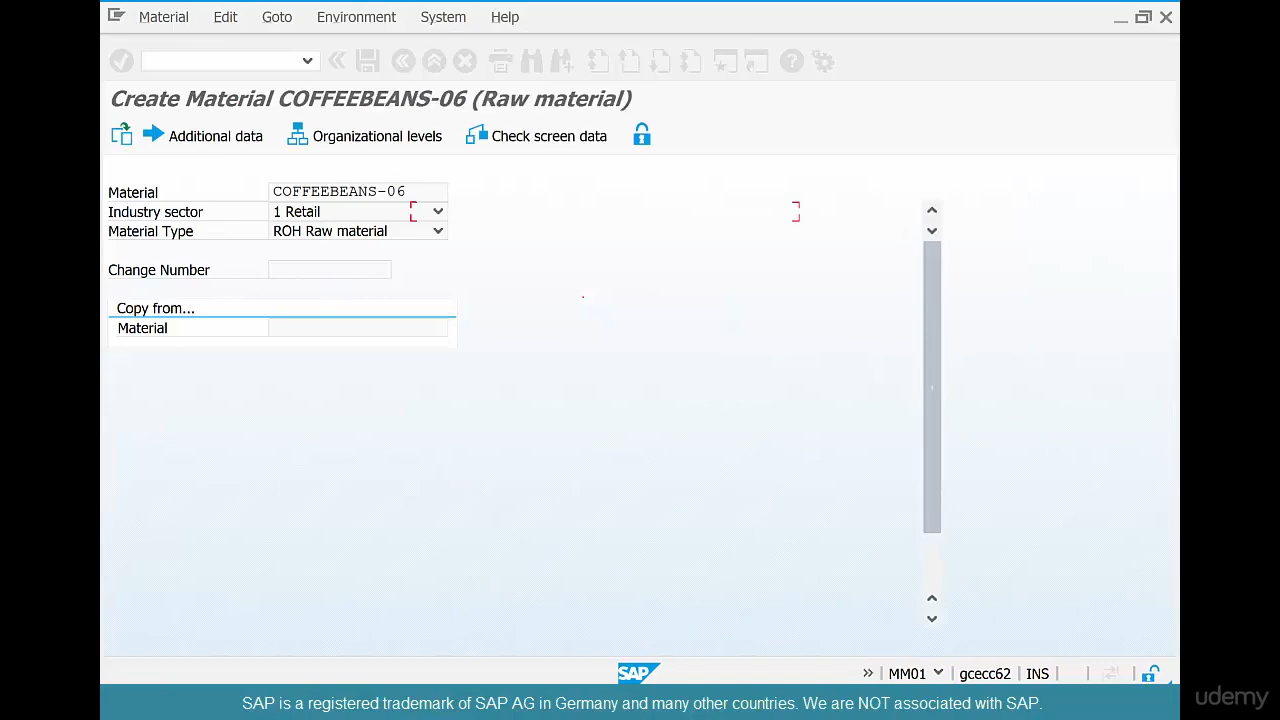 Material Edit Goto Environment System Help
Create Material COFFEEBEANS-06 (Raw material)
Additional data Organizational levels Check screen data
Material COFFEEBEANS-06
Industry sector 1 Retail
Material Type ROH Raw material
Change Number
Copy from...
Material
SAP » MM01 gcecc62 INS
SAP is a registered trademark of SAP AG in Germany and many other countries. We are NOT associated with SAP.
udemy